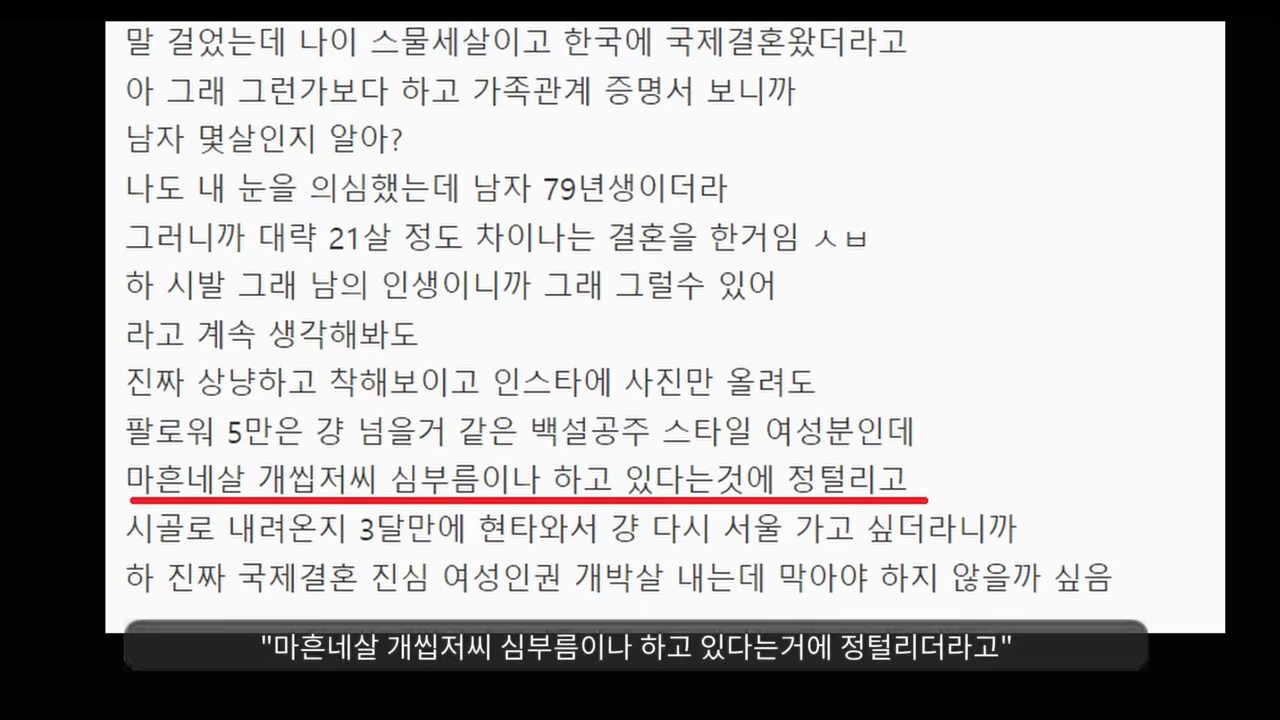 말 걸었는데 나이 스물세살이고 한국에 국제결혼왔더라고
아 그래 그런가보다 하고 가족관계 증명서 보니까
남자 몇살인지 알아?
나도 내 눈을 의심했는데 남자 79년생이더라
그러니까 대략 21살 정도 차이나는 결혼을 한거임 ㅅㅂ
하 시발 그래 남의 인생이니까 그래 그럴수 있어
라고 계속 생각해봐도
진짜 상냥하고 착해보이고 인스타에 사진만 올려도
팔로워 5만은 걍 넘을거 같은 백설공주 스타일 여성분인데
마흔네살 개씹저씨 심부름이나 하고 있다는것에 정털리고
시골로 내려온지 3달만에 현타와서 걍 다시 서울 가고 싶더라니까
하 진짜 국제결혼 진심 여성인권 개박살 내는데 막아야 하지 않을까 싶음
"마흔네살 개씹저씨 심부름이나 하고 있다는거에 정털리더라고"